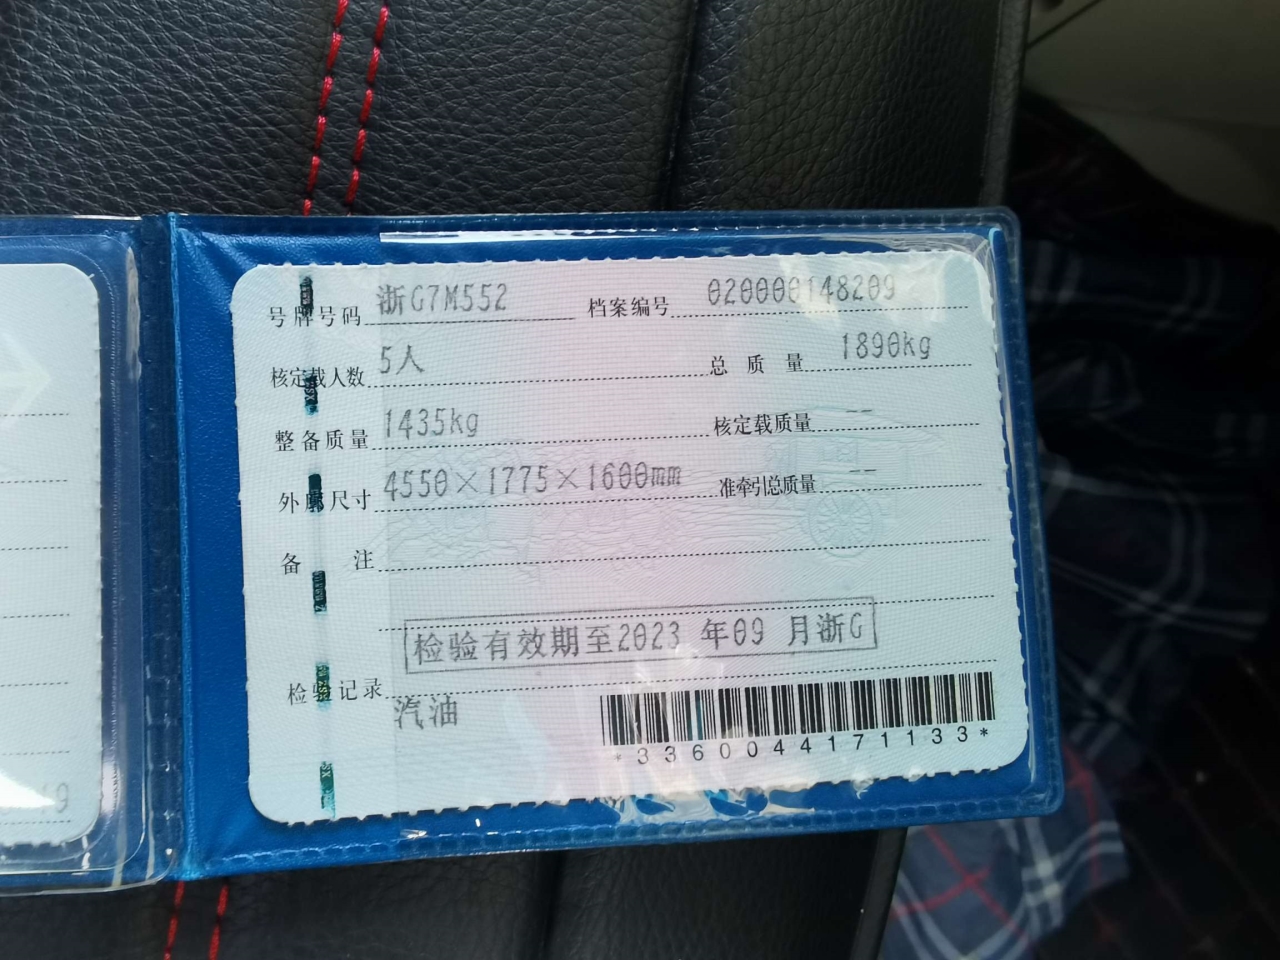 号牌号码 浙G7M552 档案编号 020000148209
核定载人数 5人 总质量 1890kg
整备质量 1435kg 核定载质量 --
外廓尺寸 4550×1775×1600mm 准牵引总质量 --
备注
检验有效期至2023 年09 月浙G
检验记录
汽油
*3360044171133*